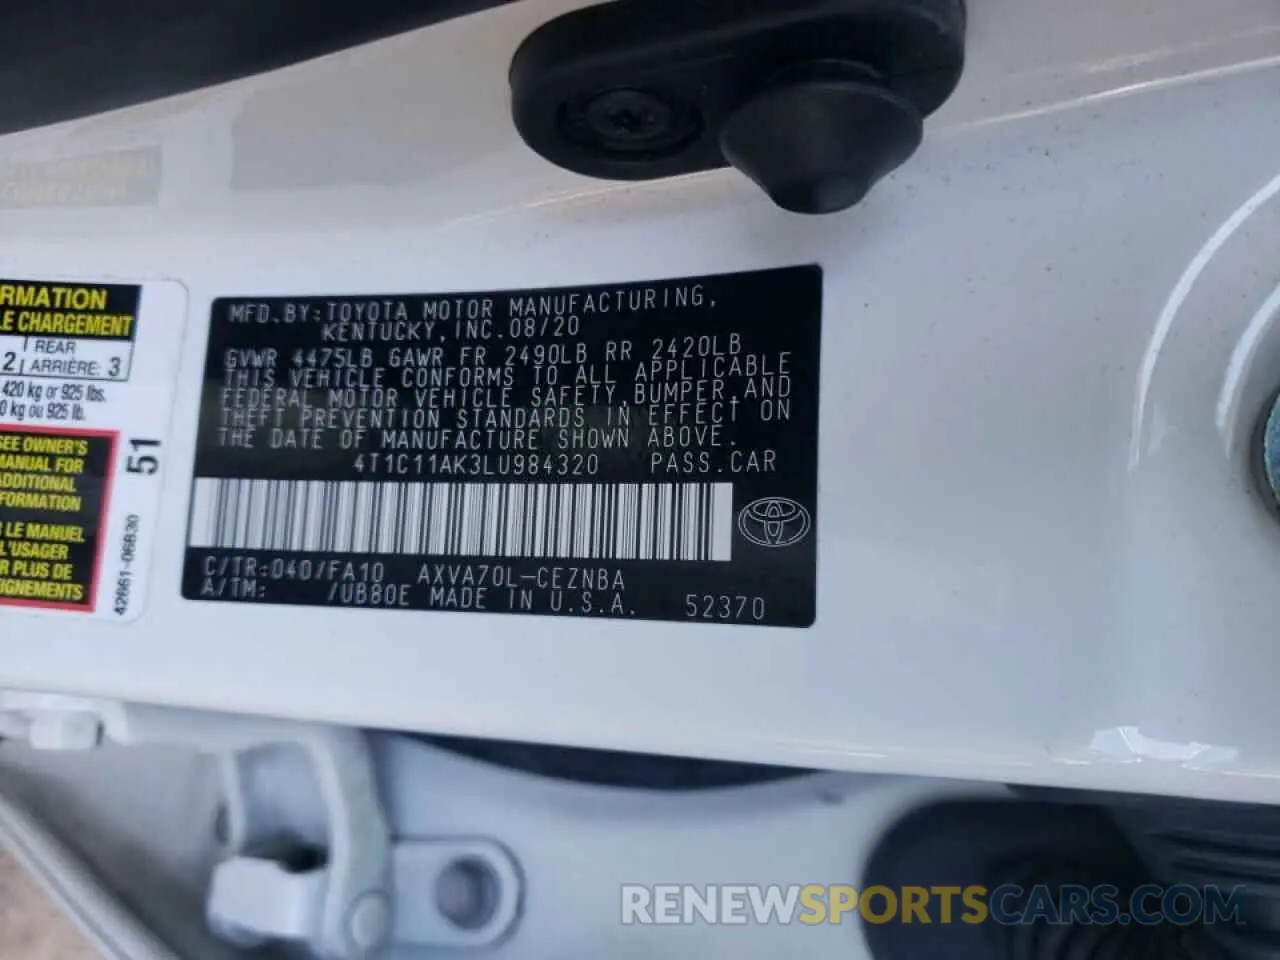 MFD.BY:TOYOTA MOTOR MANUFACTURING,
KENTUCKY,INC.08/20
GVWR 4475LB GAWR FR 2490LB RR 2420LB
THIS VEHICLE CONFORMS TO ALL APPLICABLE
FEDERAL MOTOR VEHICLE SAFETY,BUMPER,AND
THEFT PREVENTION STANDARDS IN EFFECT ON
THE DATE OF MANUFACTURE SHOWN ABOVE.
4T1C11AK3LU984320 PASS.CAR
C/TR:040/FA10 AXVA70L-CEZNBA
A/TM: /UB80E MADE IN U.S.A. 52370
RMATION
LE CHARGEMENT
2 REAR
ARRIÈRE: 3
420 kg or 925 lbs.
0 kg ou 925 lb.
SEE OWNER'S
MANUAL FOR
ADDITIONAL
FORMATION
LE MANUEL
L'USAGER
R PLUS DE
IGNEMENTS
51
42661-06B30
RENEWSPORTSCARS.COM